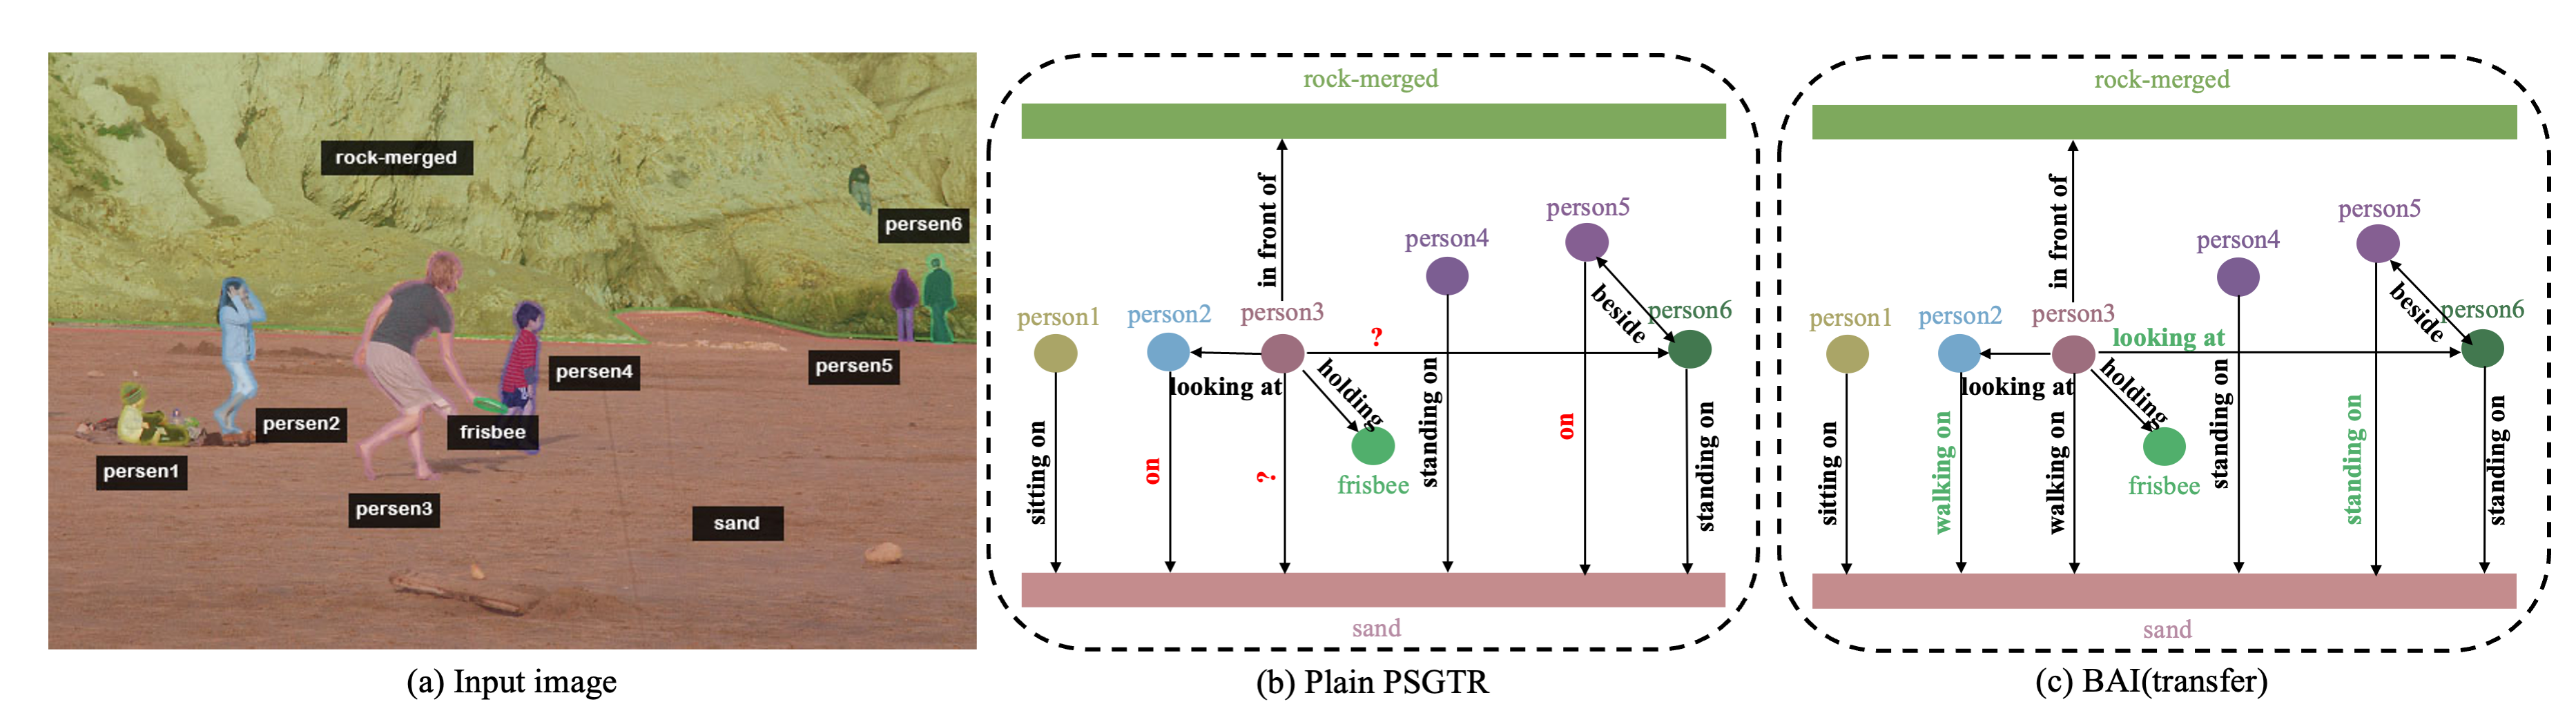 rock-merged
persen6
persen5
persen4
persen2
frisbee
persen1
persen3
sand
(a) Input image
rock-merged
in front of
person5
person4
person6
person3
person2
person1
beside
?
looking at
holding
standing on
on
frisbee
sitting on
on
?
standing on
sand
(b) Plain PSGTR
rock-merged
in front of
person5
person4
person6
person3
person2
person1
beside
looking at
looking at
holding
standing on
standing on
frisbee
sitting on
walking on
walking on
standing on
sand
(c) BAI(transfer)